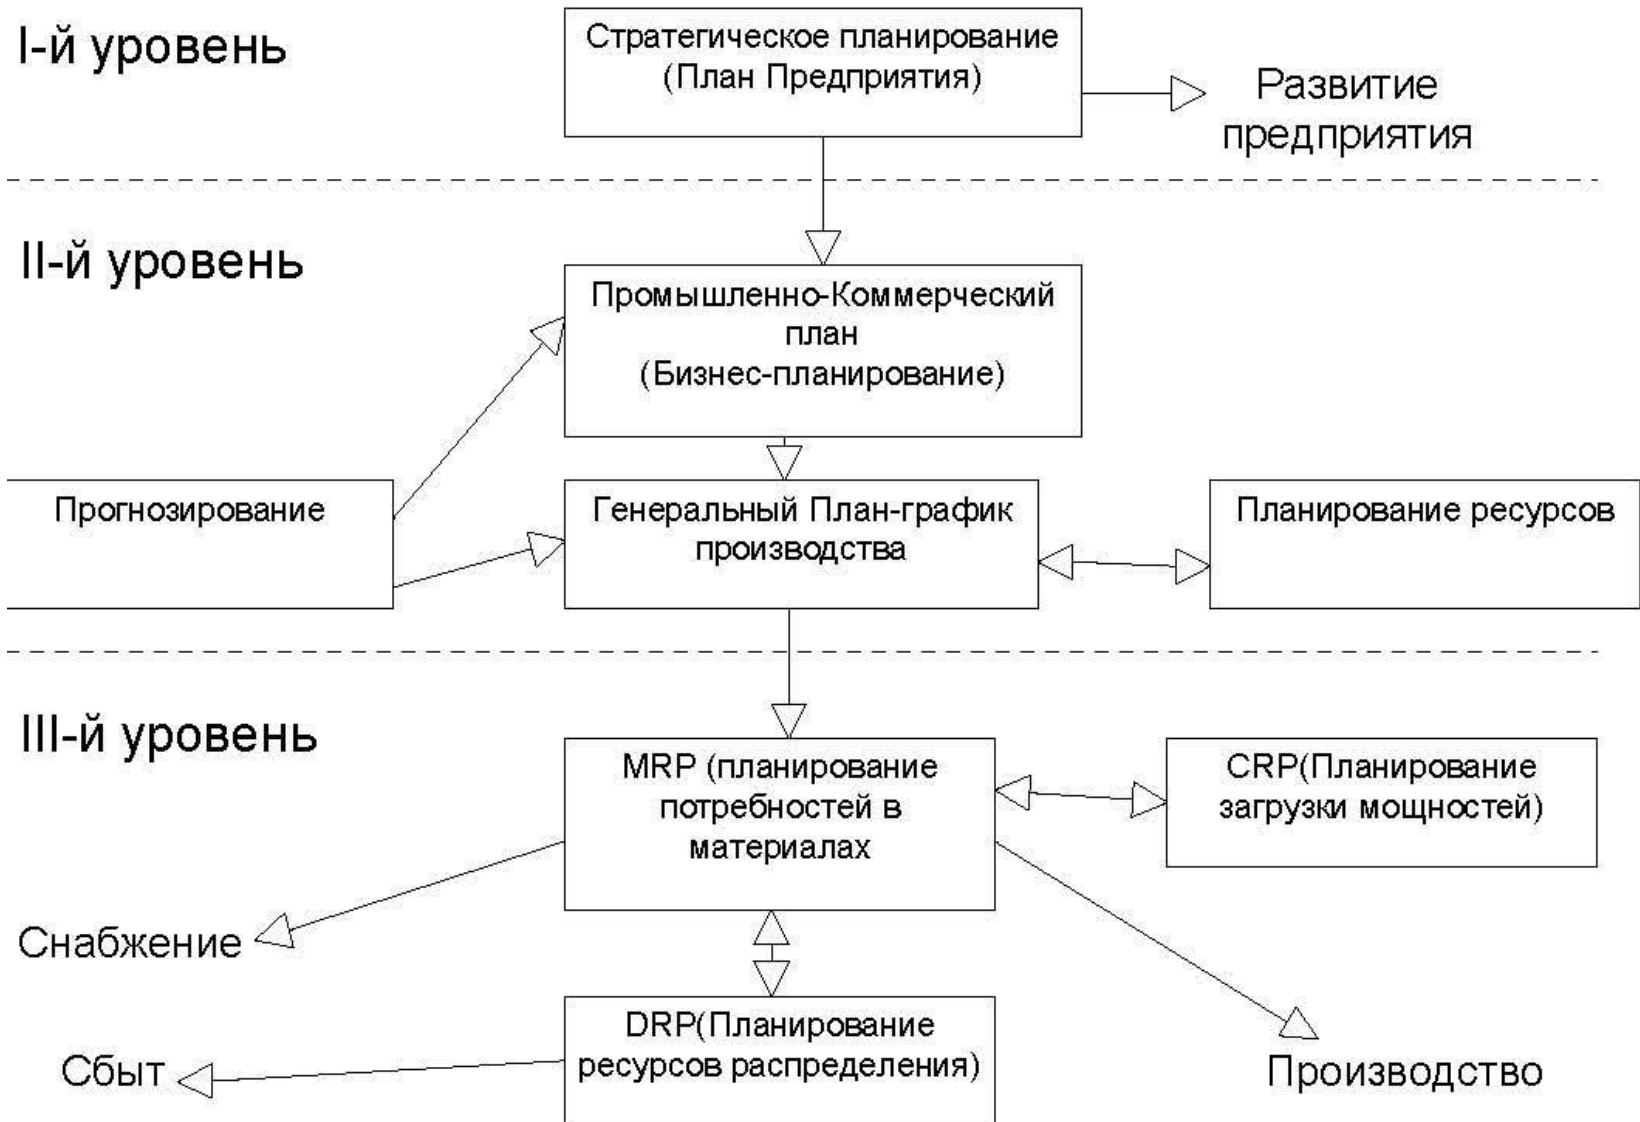 I-й уровень
Стратегическое планирование
(План Предприятия)
Развитие
предприятия
II-й уровень
Промышленно-Коммерческий
план
(Бизнес-планирование)
Прогнозирование
Генеральный План-график
производства
Планирование ресурсов
III-й уровень
MRP (планирование
потребностей в
материалах
CRP(Планирование
загрузки мощностей)
Снабжение
DRP(Планирование
ресурсов распределения)
Сбыт
Производство